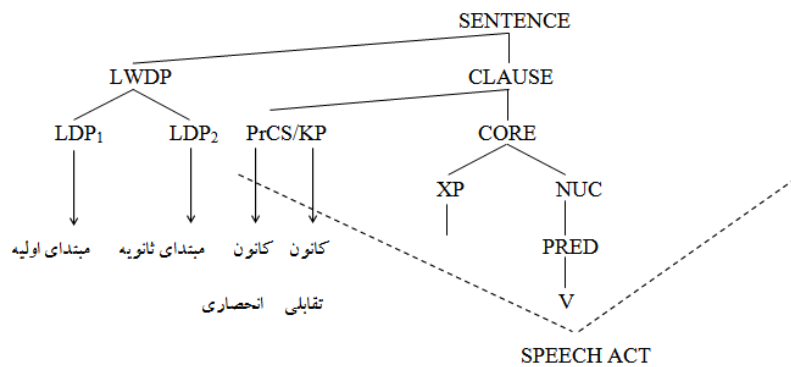 SENTENCE
LWDP CLAUSE
LDP₁ LDP₂ PrCS/KP CORE
XP NUC
مبتدای اولیه مبتدای ثانویه کانون کانون PRED
انحصاری تقابلی V
SPEECH ACT